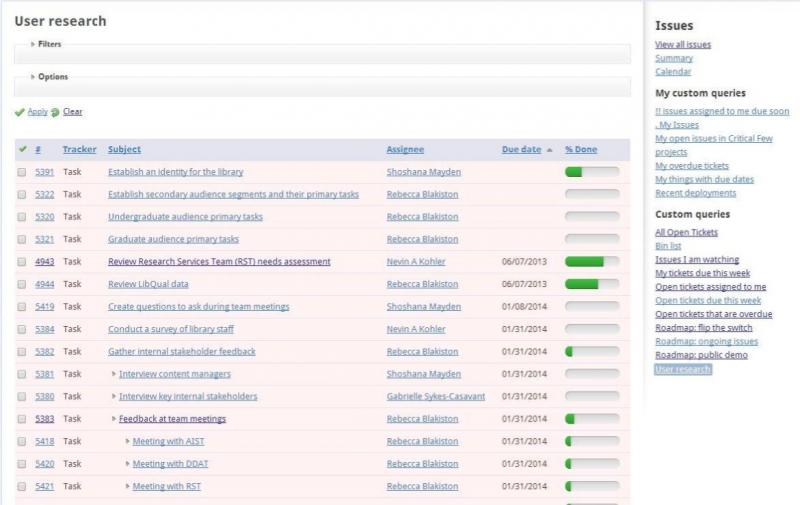 User research
Filters
Options
Apply Clear
# Tracker Subject Assignee Due date % Done
5391 Task Establish an identity for the library Shoshana Mayden
5322 Task Establish secondary audience segments and their primary tasks Rebecca Blakiston
5320 Task Undergraduate audience primary tasks Rebecca Blakiston
5321 Task Graduate audience primary tasks Rebecca Blakiston
4943 Task Review Research Services Team (RST) needs assessment Nevin A Kohler 06/07/2013
4944 Task Review LibQual data Rebecca Blakiston 06/07/2013
5419 Task Create questions to ask during team meetings Shoshana Mayden 01/08/2014
5384 Task Conduct a survey of library staff Nevin A Kohler 01/31/2014
5382 Task Gather internal stakeholder feedback Rebecca Blakiston 01/31/2014
5381 Task Interview content managers Shoshana Mayden 01/31/2014
5380 Task Interview key internal stakeholders Gabrielle Sykes-Casavant 01/31/2014
5383 Task Feedback at team meetings Rebecca Blakiston 01/31/2014
5418 Task Meeting with AIST Rebecca Blakiston 01/31/2014
5420 Task Meeting with DDAT Rebecca Blakiston 01/31/2014
5421 Task Meeting with RST Rebecca Blakiston 01/31/2014
Issues
View all issues
Summary
Calendar
My custom queries
!! issues assigned to me due soon
. My Issues
My open issues in Critical Few
projects
My overdue tickets
My things with due dates
Recent deployments
Custom queries
All Open Tickets
Bin list
Issues I am watching
My tickets due this week
Open tickets assigned to me
Open tickets due this week
Open tickets that are overdue
Roadmap: flip the switch
Roadmap: ongoing issues
Roadmap: public demo
User research